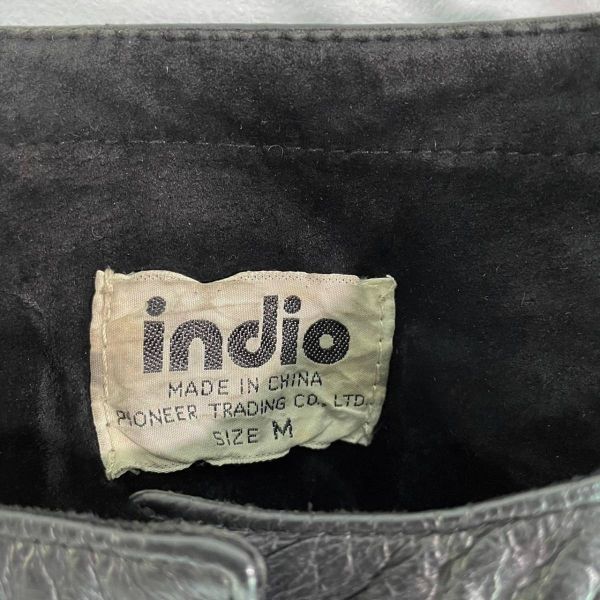 indio
MADE IN CHINA
PIONEER TRADING CO., LTD.
SIZE M